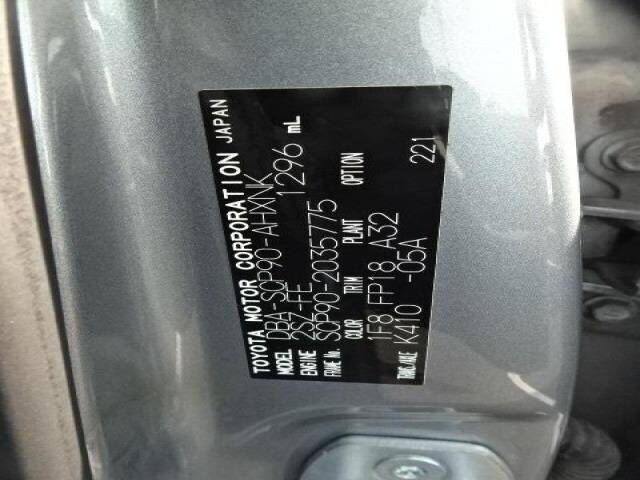 TOYOTA MOTOR CORPORATION JAPAN
MODEL DBA-SCP90-AHXNK
ENGINE 2SZ-FE 1296 mL
FRAME No. SCP90-2035775
COLOR TRIM PLANT OPTION
1F8 FP18 A32 221
TRANS./AXLE K410 -05A